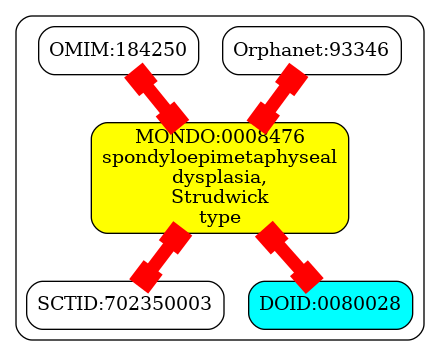 OMIM:184250
Orphanet:93346
MONDO:0008476
spondyloepimetaphyseal
dysplasia,
Strudwick
type
SCTID:702350003
DOID:0080028